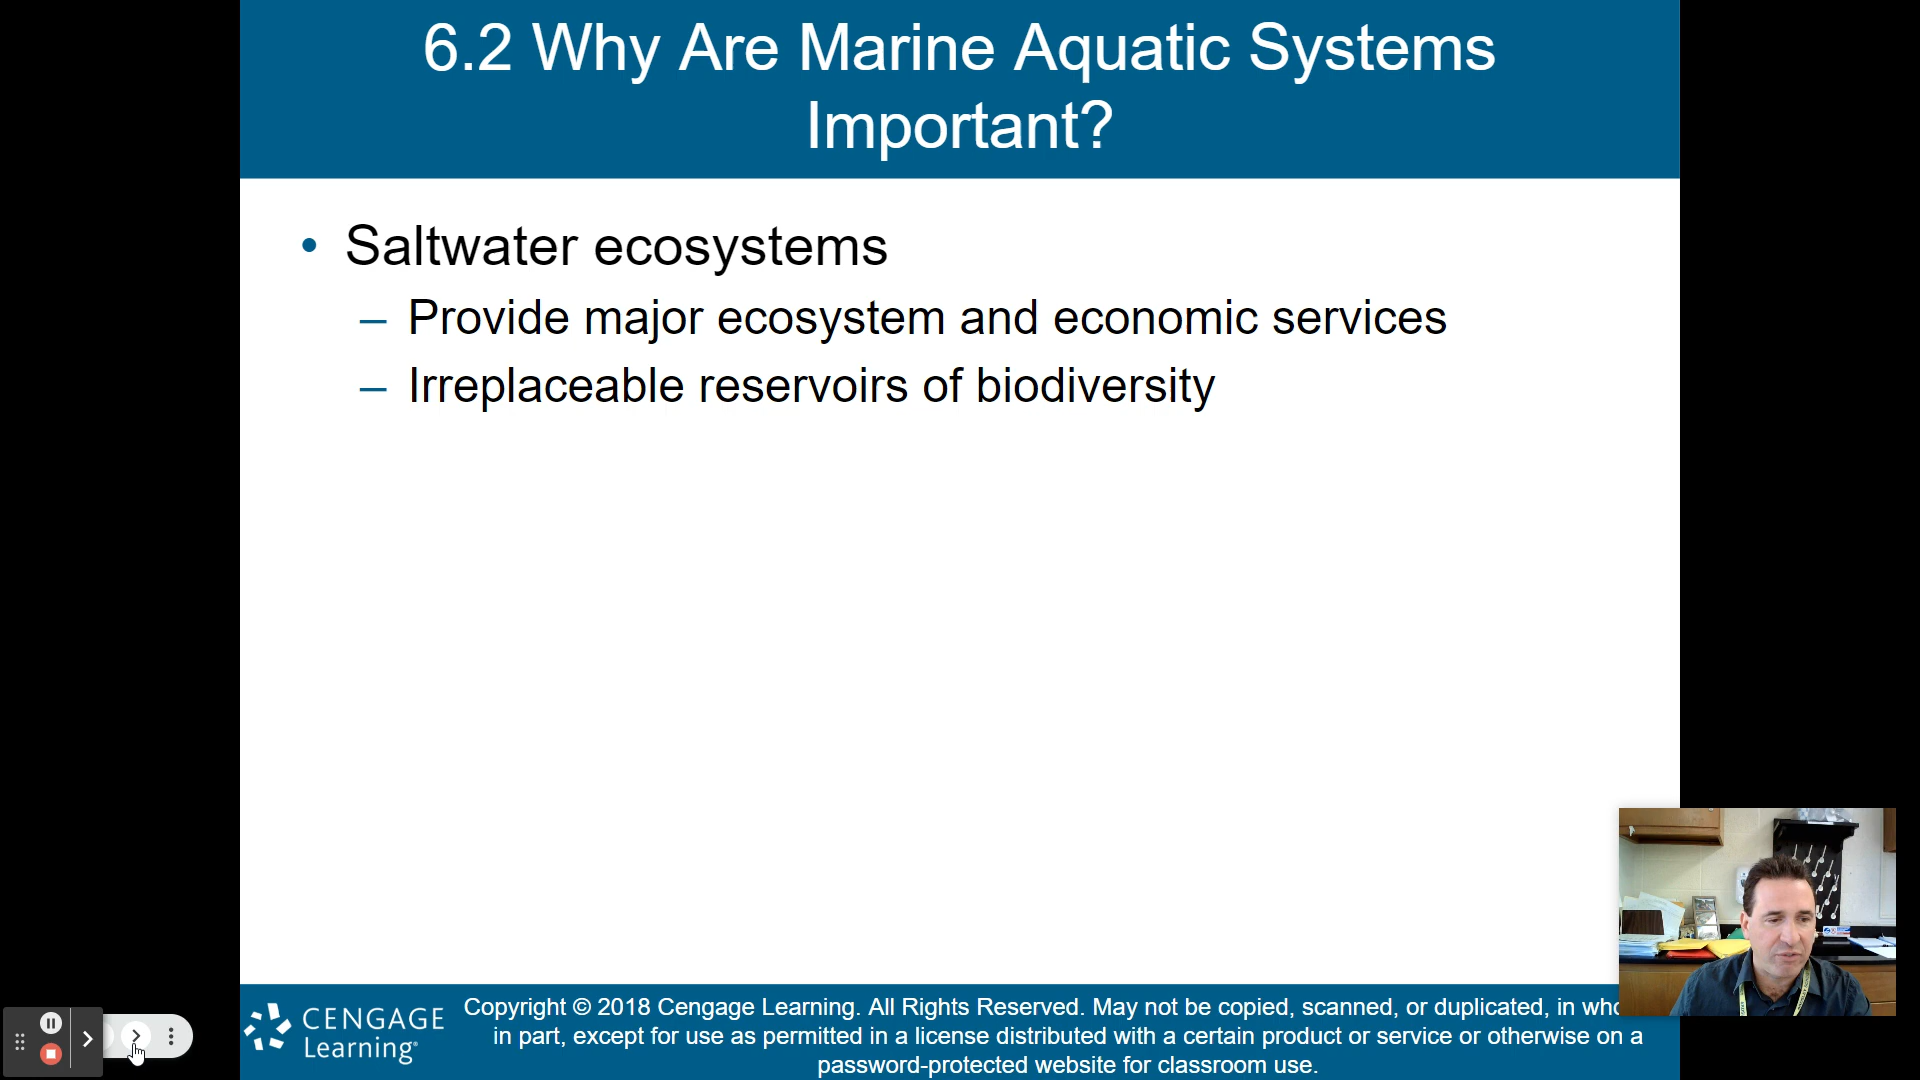 6.2 Why Are Marine Aquatic Systems
Important?
• Saltwater ecosystems
– Provide major ecosystem and economic services
– Irreplaceable reservoirs of biodiversity
CENGAGE
Learning®
Copyright © 2018 Cengage Learning. All Rights Reserved. May not be copied, scanned, or duplicated, in
in part, except for use as permitted in a license distributed with a certain product or service or otherwise on a
password-protected website for classroom use.